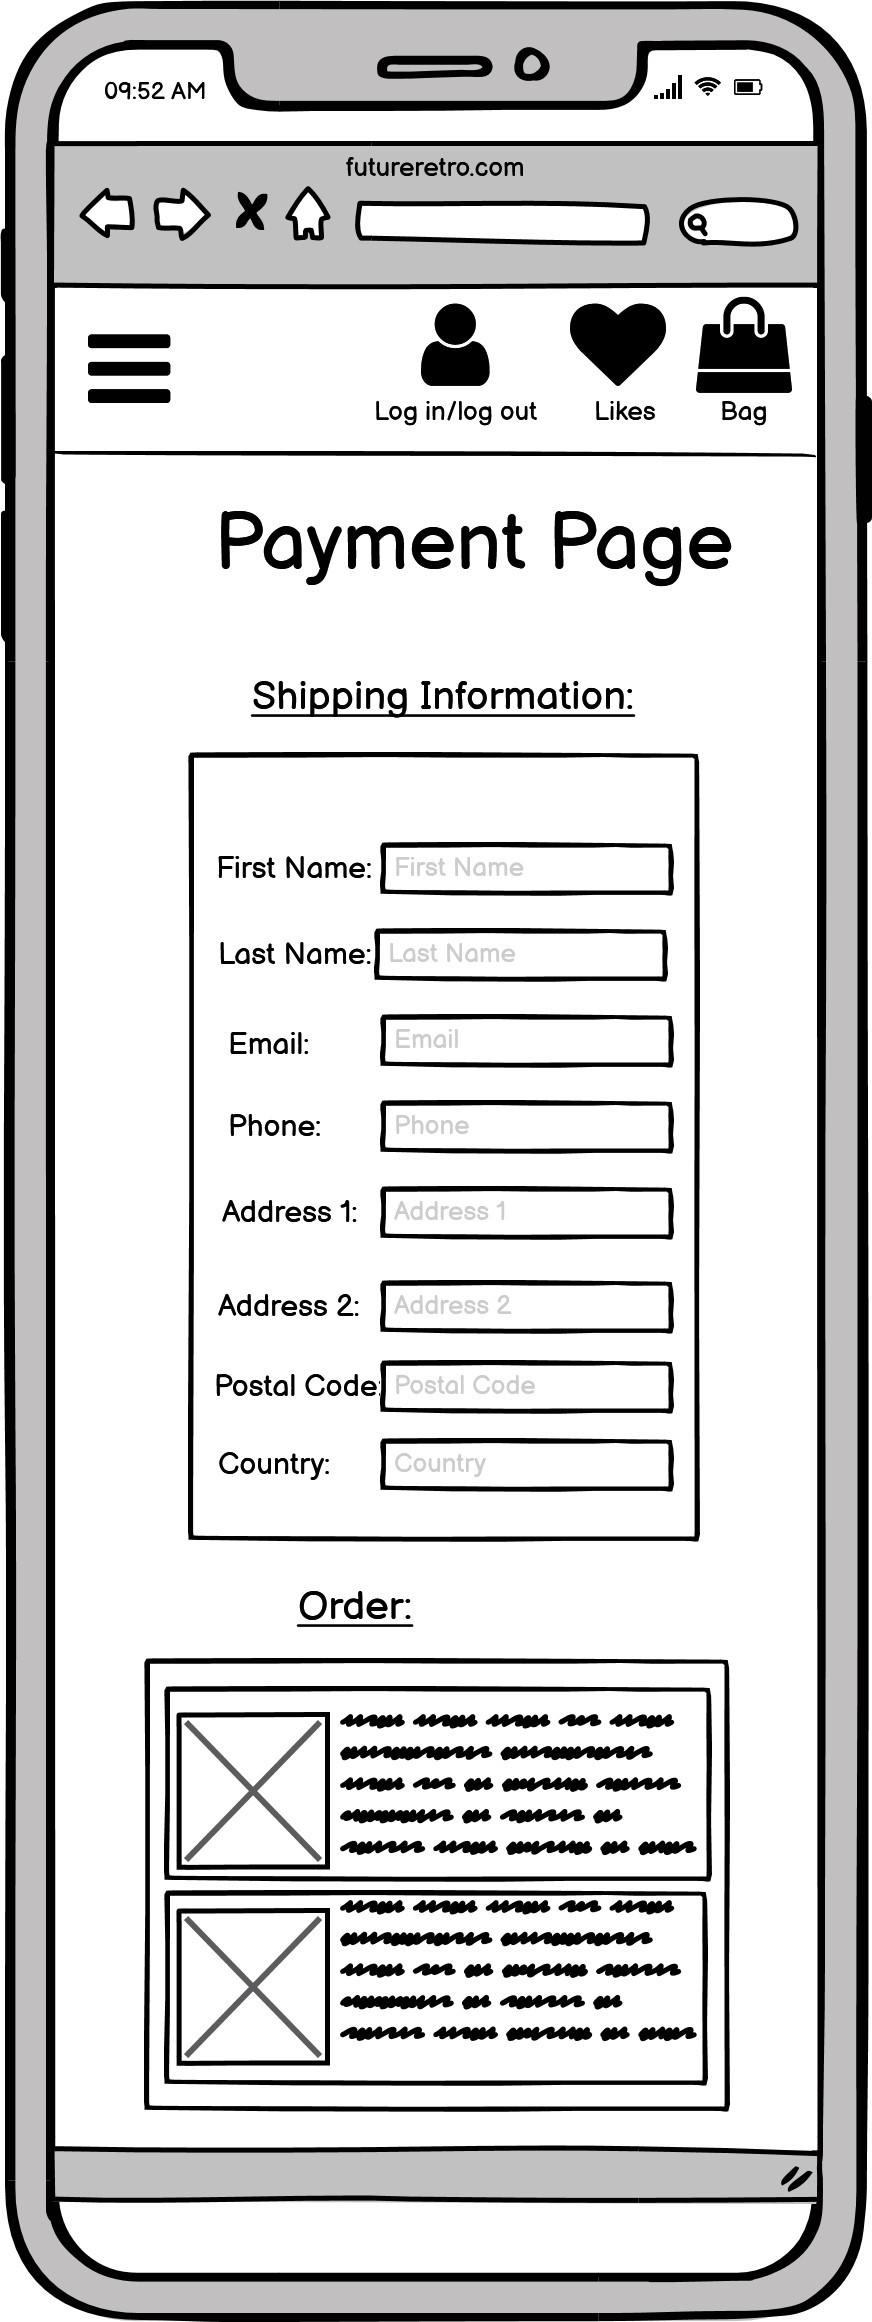 09:52 AM
futureretro.com
Log in/log out Likes Bag
Payment Page
Shipping Information:
First Name: First Name
Last Name: Last Name
Email: Email
Phone: Phone
Address 1: Address 1
Address 2: Address 2
Postal Code: Postal Code
Country: Country
Order: